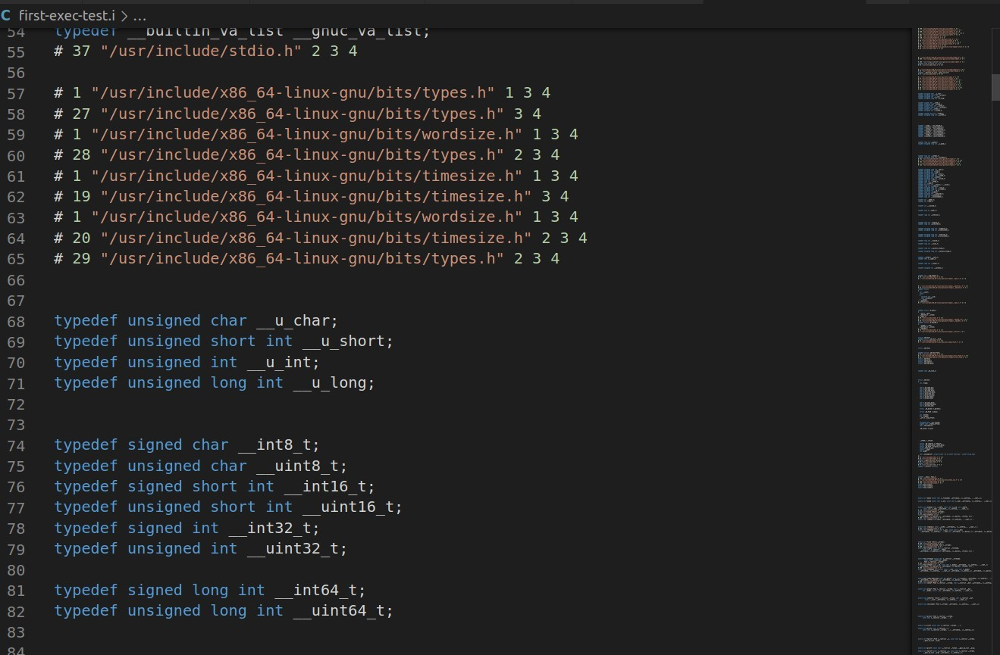 C first-exec-test.i > ...
54 typedef __builtin_va_list __gnuc_va_list;
55 # 37 "/usr/include/stdio.h" 2 3 4
56
57 # 1 "/usr/include/x86_64-linux-gnu/bits/types.h" 1 3 4
58 # 27 "/usr/include/x86_64-linux-gnu/bits/types.h" 3 4
59 # 1 "/usr/include/x86_64-linux-gnu/bits/wordsize.h" 1 3 4
60 # 28 "/usr/include/x86_64-linux-gnu/bits/types.h" 2 3 4
61 # 1 "/usr/include/x86_64-linux-gnu/bits/timesize.h" 1 3 4
62 # 19 "/usr/include/x86_64-linux-gnu/bits/timesize.h" 3 4
63 # 1 "/usr/include/x86_64-linux-gnu/bits/wordsize.h" 1 3 4
64 # 20 "/usr/include/x86_64-linux-gnu/bits/timesize.h" 2 3 4
65 # 29 "/usr/include/x86_64-linux-gnu/bits/types.h" 2 3 4
66
67
68 typedef unsigned char __u_char;
69 typedef unsigned short int __u_short;
70 typedef unsigned int __u_int;
71 typedef unsigned long int __u_long;
72
73
74 typedef signed char __int8_t;
75 typedef unsigned char __uint8_t;
76 typedef signed short int __int16_t;
77 typedef unsigned short int __uint16_t;
78 typedef signed int __int32_t;
79 typedef unsigned int __uint32_t;
80
81 typedef signed long int __int64_t;
82 typedef unsigned long int __uint64_t;
83
84